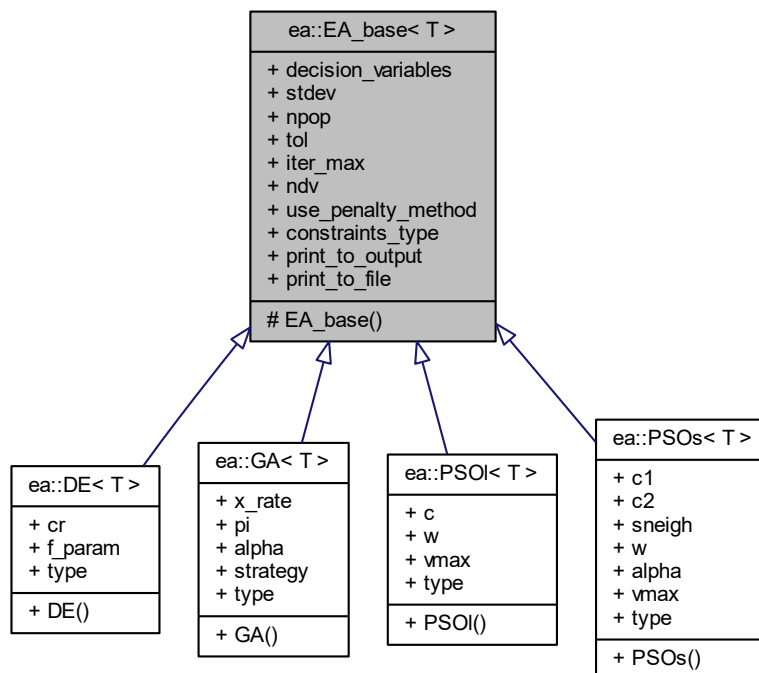 ea::EA_base< T >
+ decision_variables
+ stdev
+ npop
+ tol
+ iter_max
+ ndv
+ use_penalty_method
+ constraints_type
+ print_to_output
+ print_to_file
# EA_base()
ea::DE< T >
+ cr
+ f_param
+ type
+ DE()
ea::GA< T >
+ x_rate
+ pi
+ alpha
+ strategy
+ type
+ GA()
ea::PSOl< T >
+ c
+ w
+ vmax
+ type
+ PSOl()
ea::PSOs< T >
+ c1
+ c2
+ sneigh
+ w
+ alpha
+ vmax
+ type
+ PSOs()